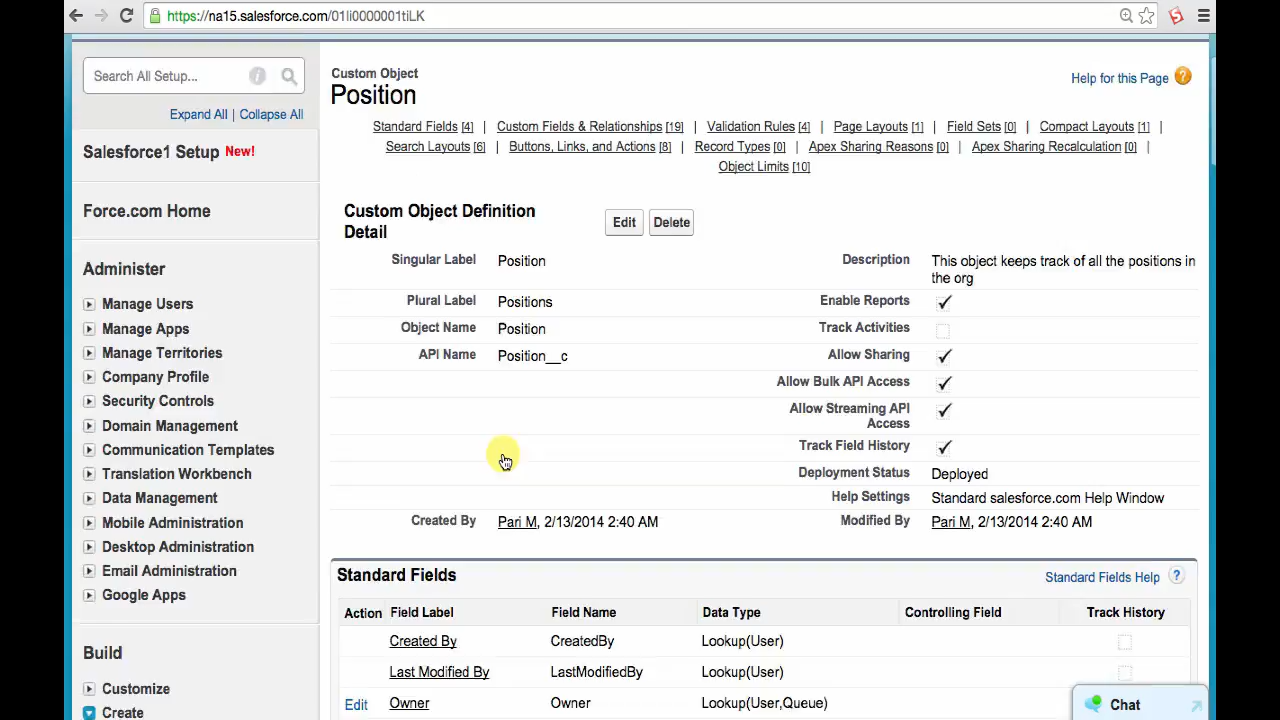 https://na15.salesforce.com/01Ii0000001tiLK
Search All Setup... i
Expand All | Collapse All
Salesforce1 Setup New!
Force.com Home
Administer
Manage Users
Manage Apps
Manage Territories
Company Profile
Security Controls
Domain Management
Communication Templates
Translation Workbench
Data Management
Mobile Administration
Desktop Administration
Email Administration
Google Apps
Build
Customize
Create
Custom Object
Position
Help for this Page ?
Standard Fields [4] | Custom Fields & Relationships [19] | Validation Rules [4] | Page Layouts [1] | Field Sets [0] | Compact Layouts [1] |
Search Layouts [6] | Buttons, Links, and Actions [8] | Record Types [0] | Apex Sharing Reasons [0] | Apex Sharing Recalculation [0] |
Object Limits [10]
Custom Object Definition
Detail
Edit Delete
Singular Label Position Description This object keeps track of all the positions in
the org
Plural Label Positions Enable Reports ✓
Object Name Position Track Activities
API Name Position__c Allow Sharing ✓
Allow Bulk API Access ✓
Allow Streaming API
Access ✓
Track Field History ✓
Deployment Status Deployed
Help Settings Standard salesforce.com Help Window
Created By Pari M, 2/13/2014 2:40 AM Modified By Pari M, 2/13/2014 2:40 AM
Standard Fields Standard Fields Help ?
Action Field Label Field Name Data Type Controlling Field Track History
Created By CreatedBy Lookup(User)
Last Modified By LastModifiedBy Lookup(User)
Edit Owner Owner Lookup(User,Queue)
Chat